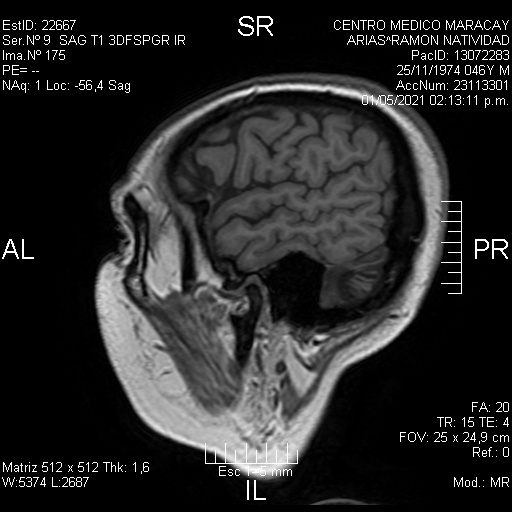 EstID: 22667
Ser.Nº 9 SAG T1 3DFSPGR IR
Ima.Nº 175
PE= --
NAq: 1 Loc: -56,4 Sag
SR
CENTRO MEDICO MARACAY
ARIAS^RAMON NATIVIDAD
PacID: 13072283
25/11/1974 046Y M
AccNum: 23113301
01/05/2021 02:13:11 p.m.
AL
PR
FA: 20
TR: 15 TE: 4
FOV: 25 x 24,9 cm
Ref.: 0
Matriz 512 x 512 Thk: 1,6
W:5374 L:2687
Esc 1=5 mm
IL
Mod.: MR